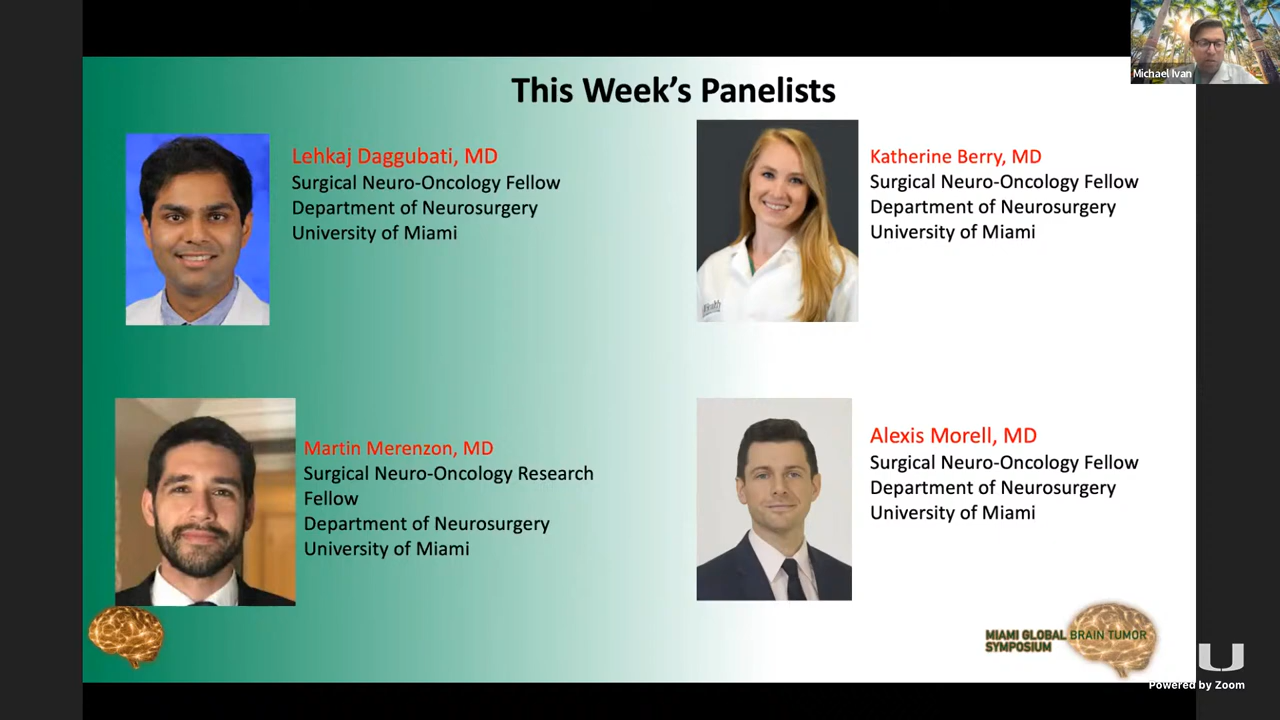 This Week's Panelists
Michael Ivan
Lehkaj Daggubati, MD
Surgical Neuro-Oncology Fellow
Department of Neurosurgery
University of Miami
Katherine Berry, MD
Surgical Neuro-Oncology Fellow
Department of Neurosurgery
University of Miami
Martin Merenzon, MD
Surgical Neuro-Oncology Research
Fellow
Department of Neurosurgery
University of Miami
Alexis Morell, MD
Surgical Neuro-Oncology Fellow
Department of Neurosurgery
University of Miami
MIAMI GLOBAL BRAIN TUMOR
SYMPOSIUM
U
Powered by Zoom